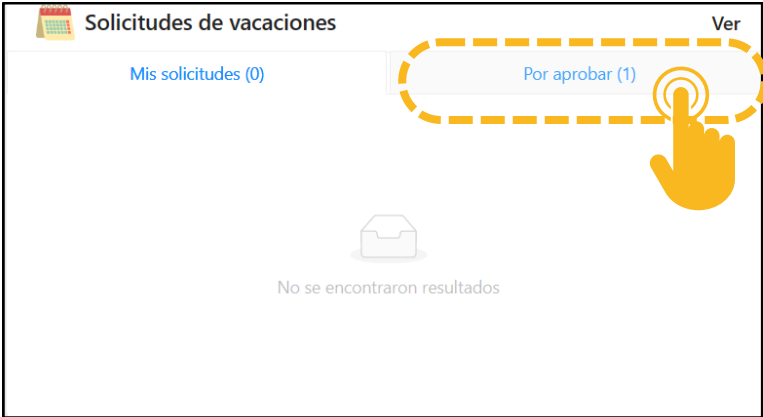 Solicitudes de vacaciones
Ver
Mis solicitudes (0)
Por aprobar (1)
No se encontraron resultados